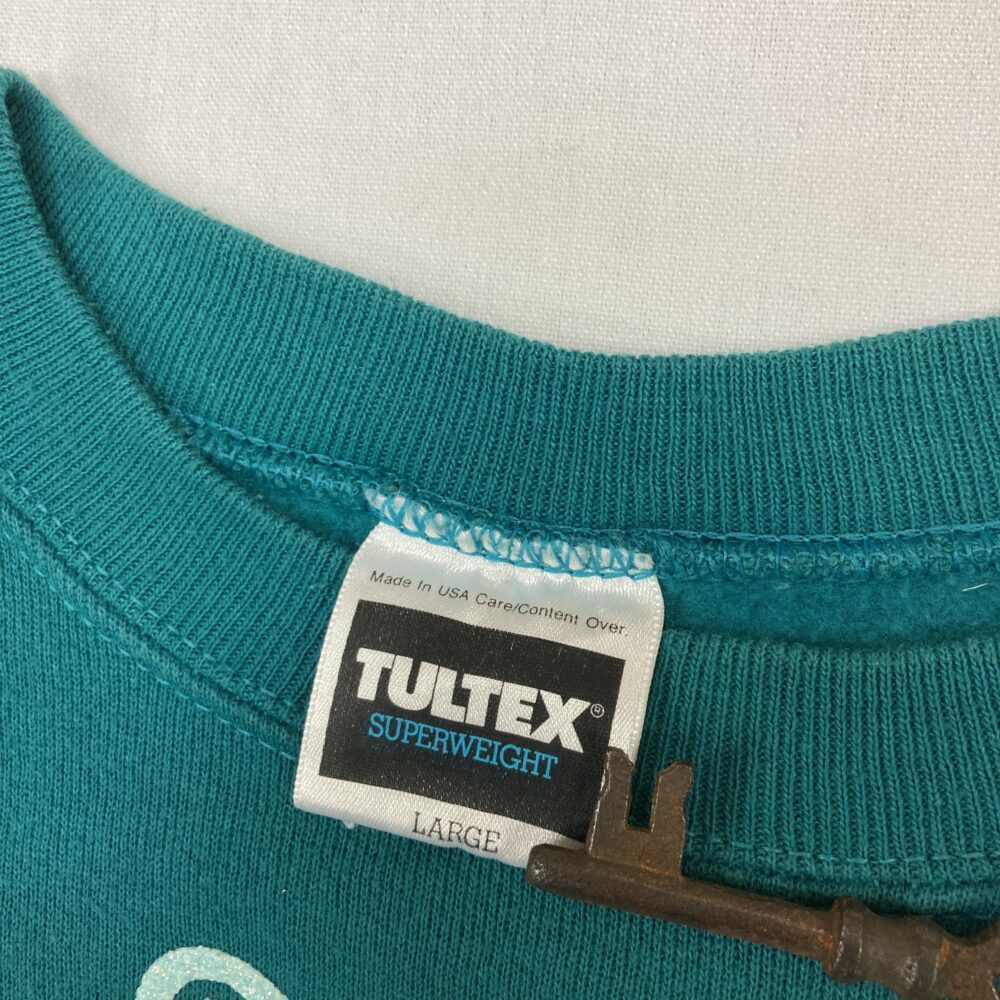 Made In USA Care/Content Over.
TULTEX®
SUPERWEIGHT
LARGE